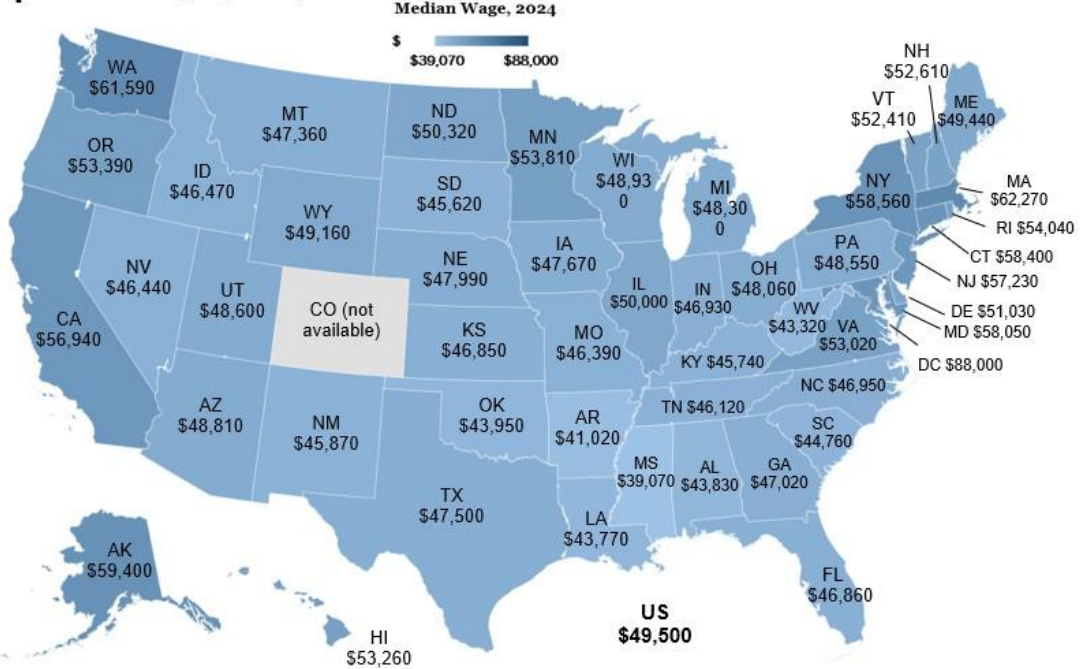 Median Wage, 2024
$
$39,070 $88,000
WA
$61,590
OR
$53,390
CA
$56,940
ID
$46,470
NV
$46,440
MT
$47,360
WY
$49,160
UT
$48,600
CO (not
available)
AZ
$48,810
NM
$45,870
ND
$50,320
SD
$45,620
NE
$47,990
KS
$46,850
OK
$43,950
TX
$47,500
MN
$53,810
IA
$47,670
MO
$46,390
AR
$41,020
LA
$43,770
WI
$48,93
0
IL
$50,000
MI
$48,30
0
IN
$46,930
OH
$48,060
KY $45,740
TN $46,120
MS
$39,070
AL
$43,830
GA
$47,020
FL
$46,860
SC
$44,760
NC $46,950
VA
$53,020
WV
$43,320
PA
$48,550
NY
$58,560
VT
$52,410
NH
$52,610
ME
$49,440
MA
$62,270
RI $54,040
CT $58,400
NJ $57,230
DE $51,030
MD $58,050
DC $88,000
AK
$59,400
HI
$53,260
US
$49,500